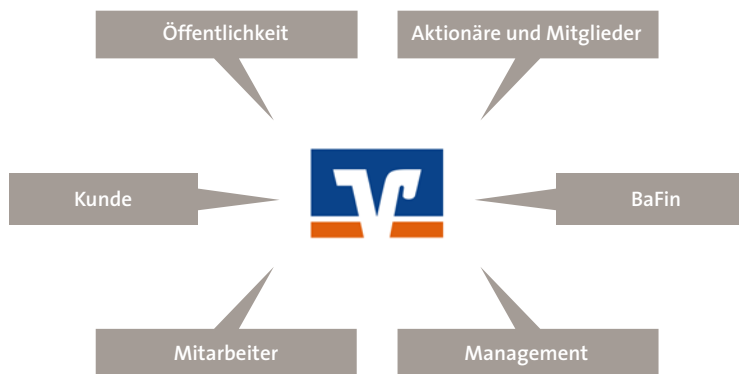 Öffentlichkeit
Aktionäre und Mitglieder
Kunde
BaFin
Mitarbeiter
Management